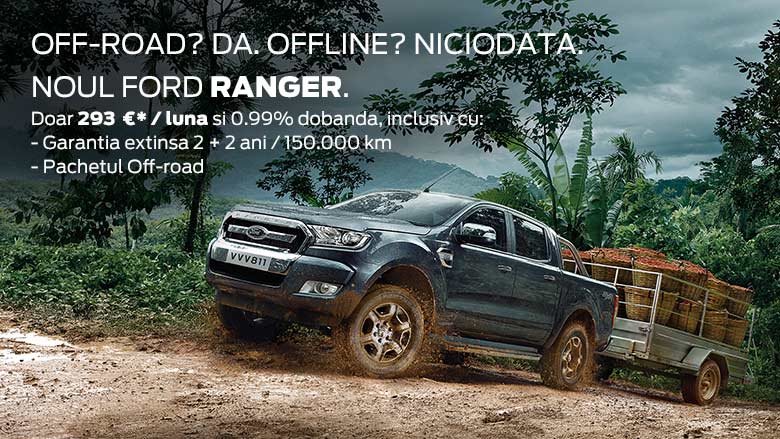 OFF-ROAD? DA. OFFLINE? NICIODATA.
NOUL FORD RANGER.
Doar 293 €* / luna si 0.99% dobanda, inclusiv cu:
- Garantia extinsa 2 + 2 ani / 150.000 km
- Pachetul Off-road
Ford
VVV811